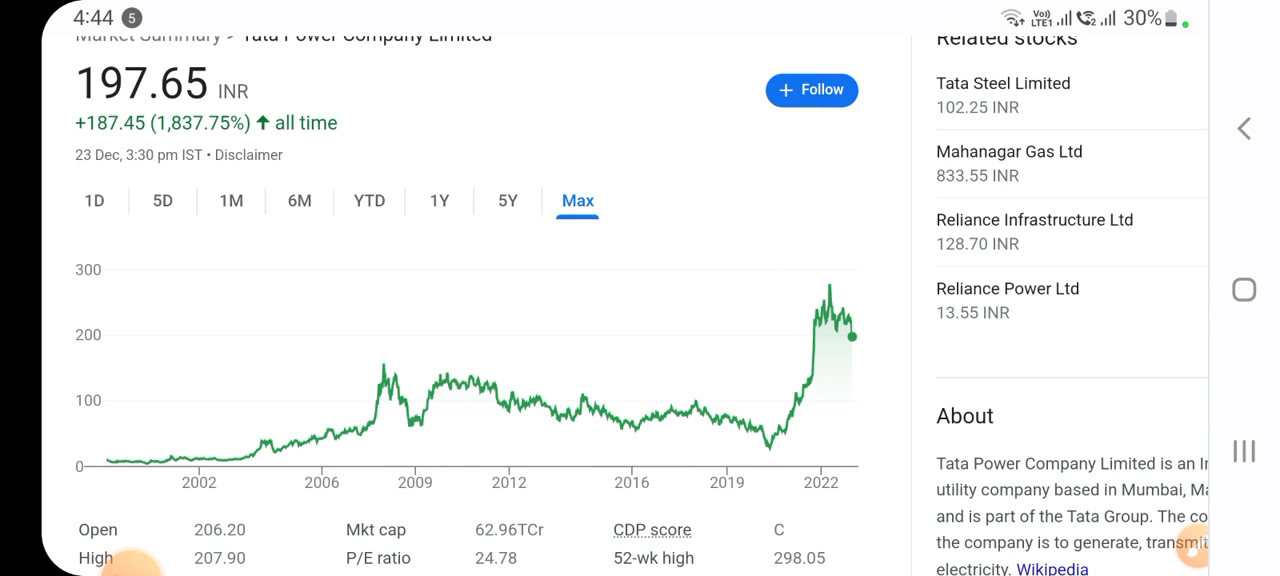 4:44 5 Vo) LTE1 2 30%
Market Summary > Tata Power Company Limited
197.65 INR
+ Follow
+187.45 (1,837.75%) ↑ all time
23 Dec, 3:30 pm IST • Disclaimer
1D 5D 1M 6M YTD 1Y 5Y Max
300
200
100
0
2002 2006 2009 2012 2016 2019 2022
Open 206.20 Mkt cap 62.96TCr CDP score C
High 207.90 P/E ratio 24.78 52-wk high 298.05
Related stocks
Tata Steel Limited
102.25 INR
Mahanagar Gas Ltd
833.55 INR
Reliance Infrastructure Ltd
128.70 INR
Reliance Power Ltd
13.55 INR
About
Tata Power Company Limited is an
utility company based in Mumbai,
and is part of the Tata Group. The
the company is to generate,
electricity. Wikipedia